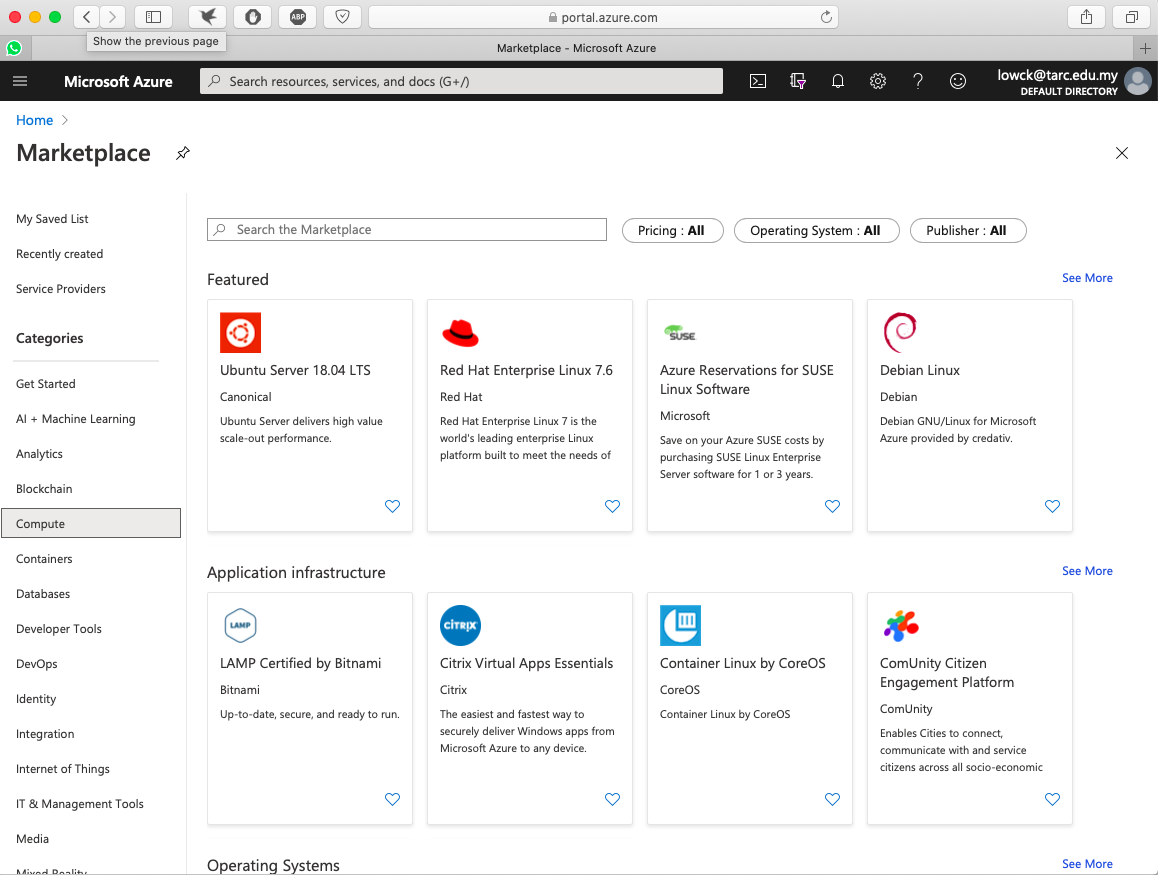 ABP
portal.azure.com
Show the previous page
Marketplace - Microsoft Azure
Microsoft Azure
Search resources, services, and docs (G+/)
lowck@tarc.edu.my
DEFAULT DIRECTORY
Home
Marketplace
My Saved List
Recently created
Service Providers
Categories
Get Started
AI + Machine Learning
Analytics
Blockchain
Compute
Containers
Databases
Developer Tools
DevOps
Identity
Integration
Internet of Things
IT & Management Tools
Media
Mixed Reality
Search the Marketplace
Pricing : All
Operating System : All
Publisher : All
Featured
See More
Ubuntu Server 18.04 LTS
Canonical
Ubuntu Server delivers high value
scale-out performance.
Red Hat Enterprise Linux 7.6
Red Hat
Red Hat Enterprise Linux 7 is the
world's leading enterprise Linux
platform built to meet the needs of
SUSE
Azure Reservations for SUSE
Linux Software
Microsoft
Save on your Azure SUSE costs by
purchasing SUSE Linux Enterprise
Server software for 1 or 3 years.
Debian Linux
Debian
Debian GNU/Linux for Microsoft
Azure provided by credativ.
Application infrastructure
See More
LAMP
LAMP Certified by Bitnami
Bitnami
Up-to-date, secure, and ready to run.
CiTRIX
Citrix Virtual Apps Essentials
Citrix
The easiest and fastest way to
securely deliver Windows apps from
Microsoft Azure to any device.
Container Linux by CoreOS
CoreOS
Container Linux by CoreOS
ComUnity Citizen
Engagement Platform
ComUnity
Enables Cities to connect,
communicate with and service
citizens across all socio-economic
Operating Systems
See More